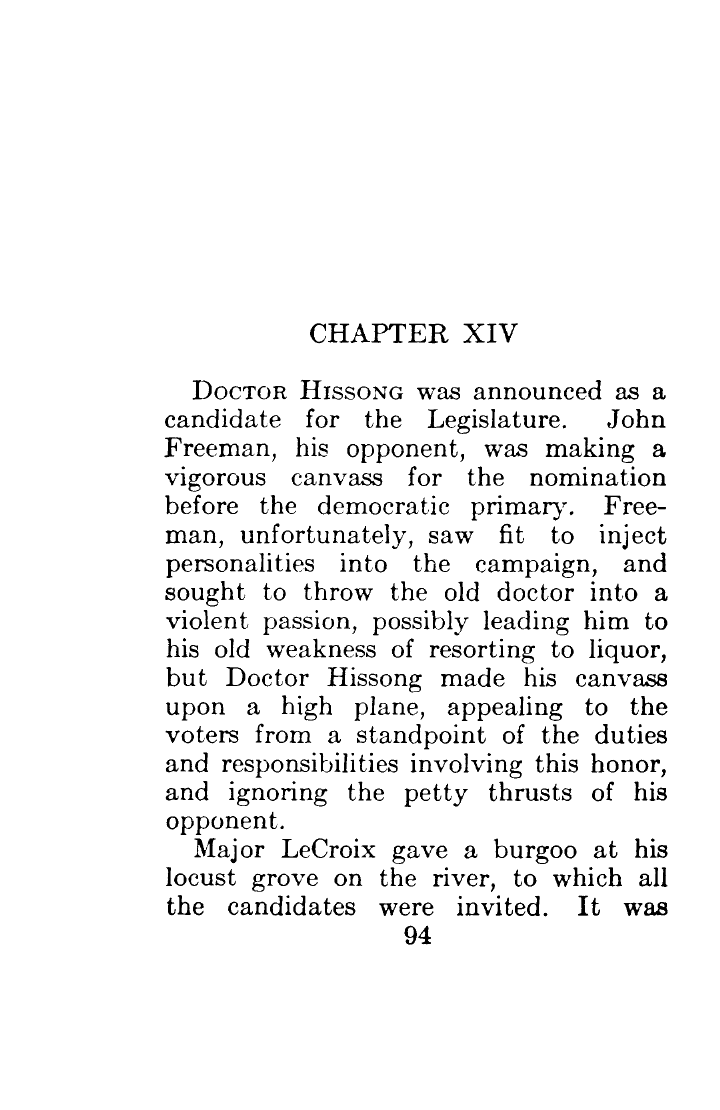 CHAPTER XIV
Doctor Hissong was announced as a
candidate for the Legislature. John
Freeman, his opponent, was making a
vigorous canvass for the nomination
before the democratic primary. Free-
man, unfortunately, saw fit to inject
personalities into the campaign, and
sought to throw the old doctor into a
violent passion, possibly leading him to
his old weakness of resorting to liquor,
but Doctor Hissong made his canvass
upon a high plane, appealing to the
voters from a standpoint of the duties
and responsibilities involving this honor,
and ignoring the petty thrusts of his
opponent.
Major LeCroix gave a burgoo at his
locust grove on the river, to which all
the candidates were invited. It was
94